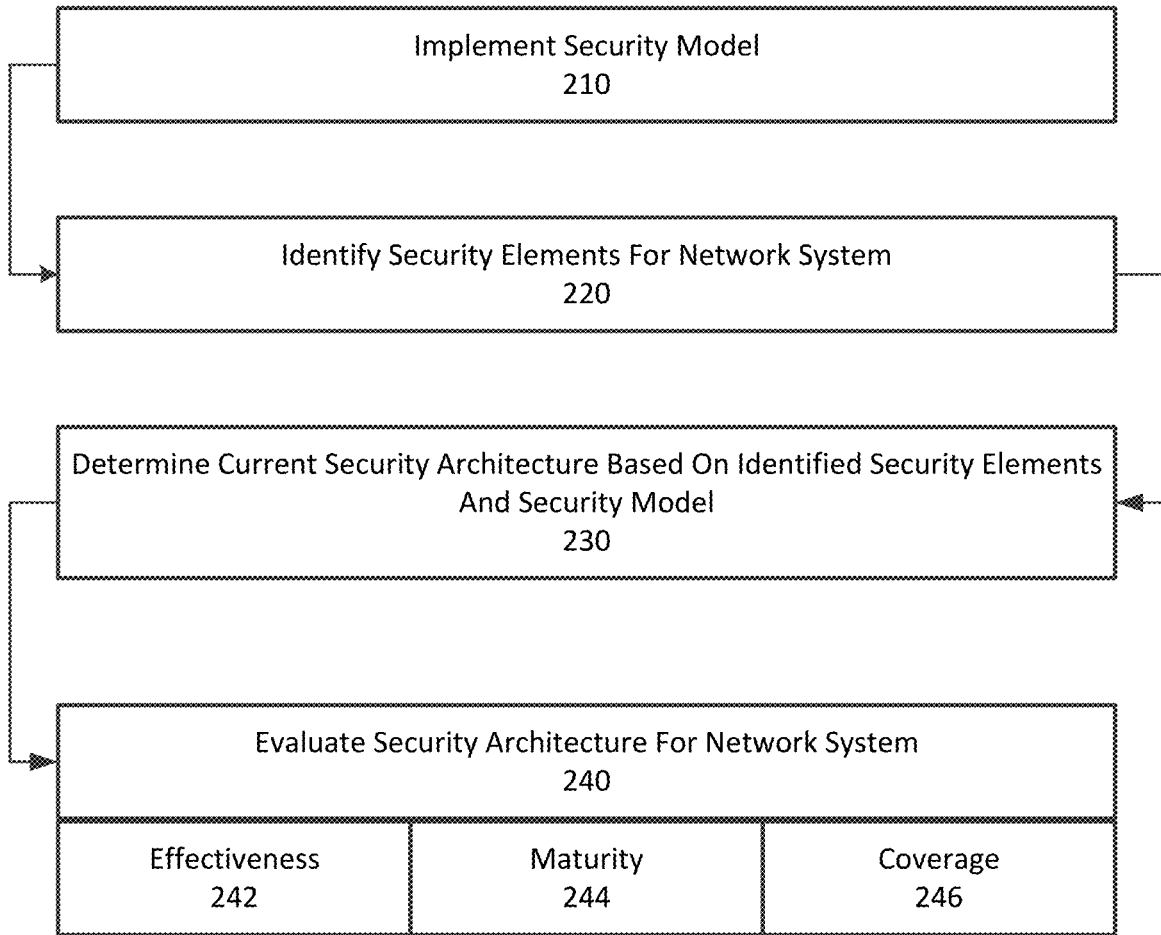 Implement Security Model
210
Identify Security Elements For Network System
220
Determine Current Security Architecture Based On Identified Security Elements
And Security Model
230
Evaluate Security Architecture For Network System
240
Effectiveness
242
Maturity
244
Coverage
246